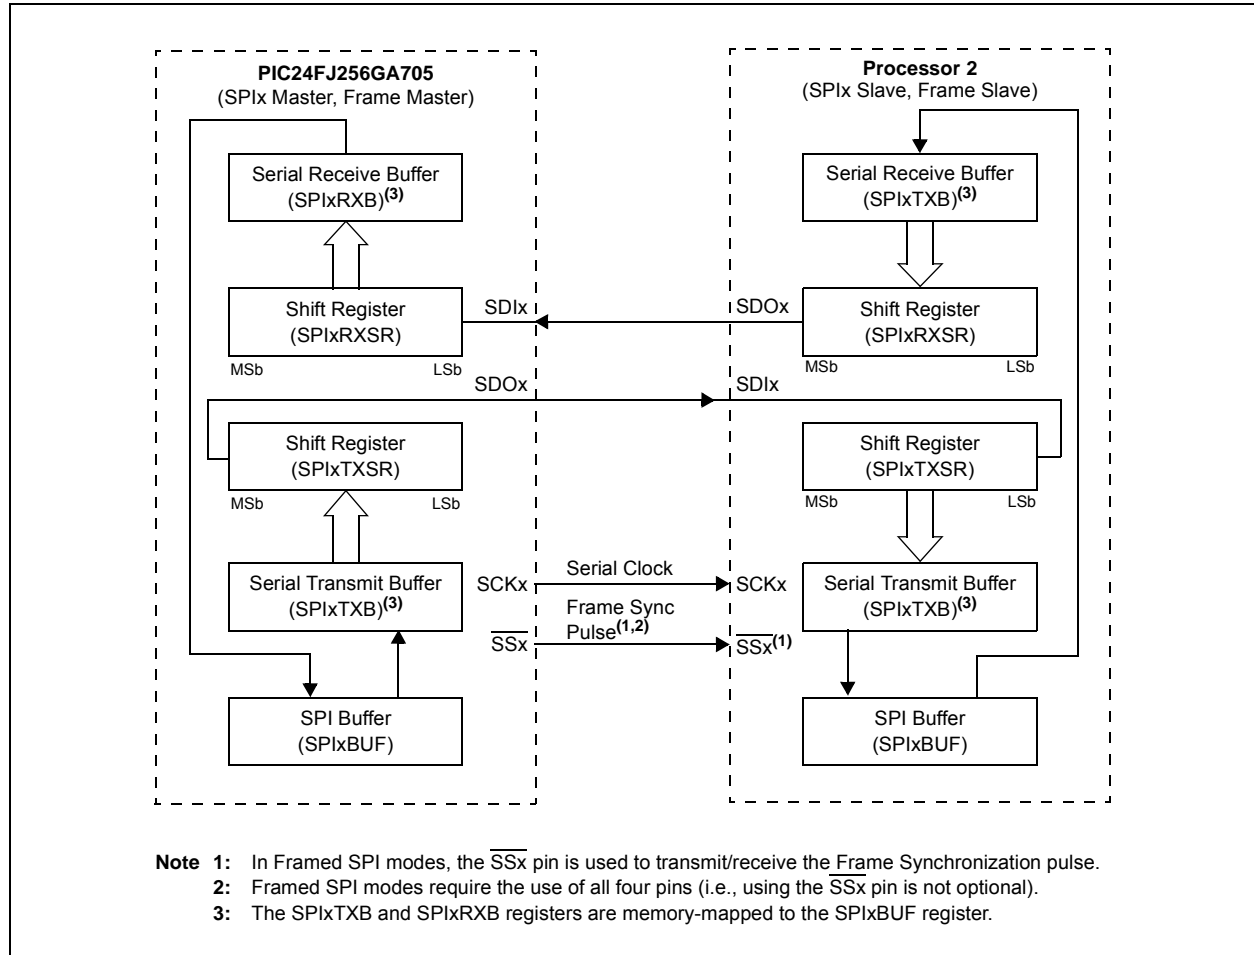 PIC24FJ256GA705
(SPIx Master, Frame Master)
Serial Receive Buffer
(SPIxRXB)(3)
Shift Register
(SPIxRXSR)
MSb
LSb
SDIx
SDOx
Shift Register
(SPIxTXSR)
MSb
LSb
Serial Transmit Buffer
(SPIxTXB)(3)
SCKx
SSx
SPI Buffer
(SPIxBUF)
Serial Clock
Frame Sync
Pulse(1,2)
Processor 2
(SPIx Slave, Frame Slave)
Serial Receive Buffer
(SPIxTXB)(3)
SDOx
Shift Register
(SPIxRXSR)
MSb
LSb
SDIx
Shift Register
(SPIxTXSR)
MSb
LSb
SCKx
Serial Transmit Buffer
(SPIxTXB)(3)
SSx(1)
SPI Buffer
(SPIxBUF)
Note 1: In Framed SPI modes, the SSx pin is used to transmit/receive the Frame Synchronization pulse.
2: Framed SPI modes require the use of all four pins (i.e., using the SSx pin is not optional).
3: The SPIxTXB and SPIxRXB registers are memory-mapped to the SPIxBUF register.